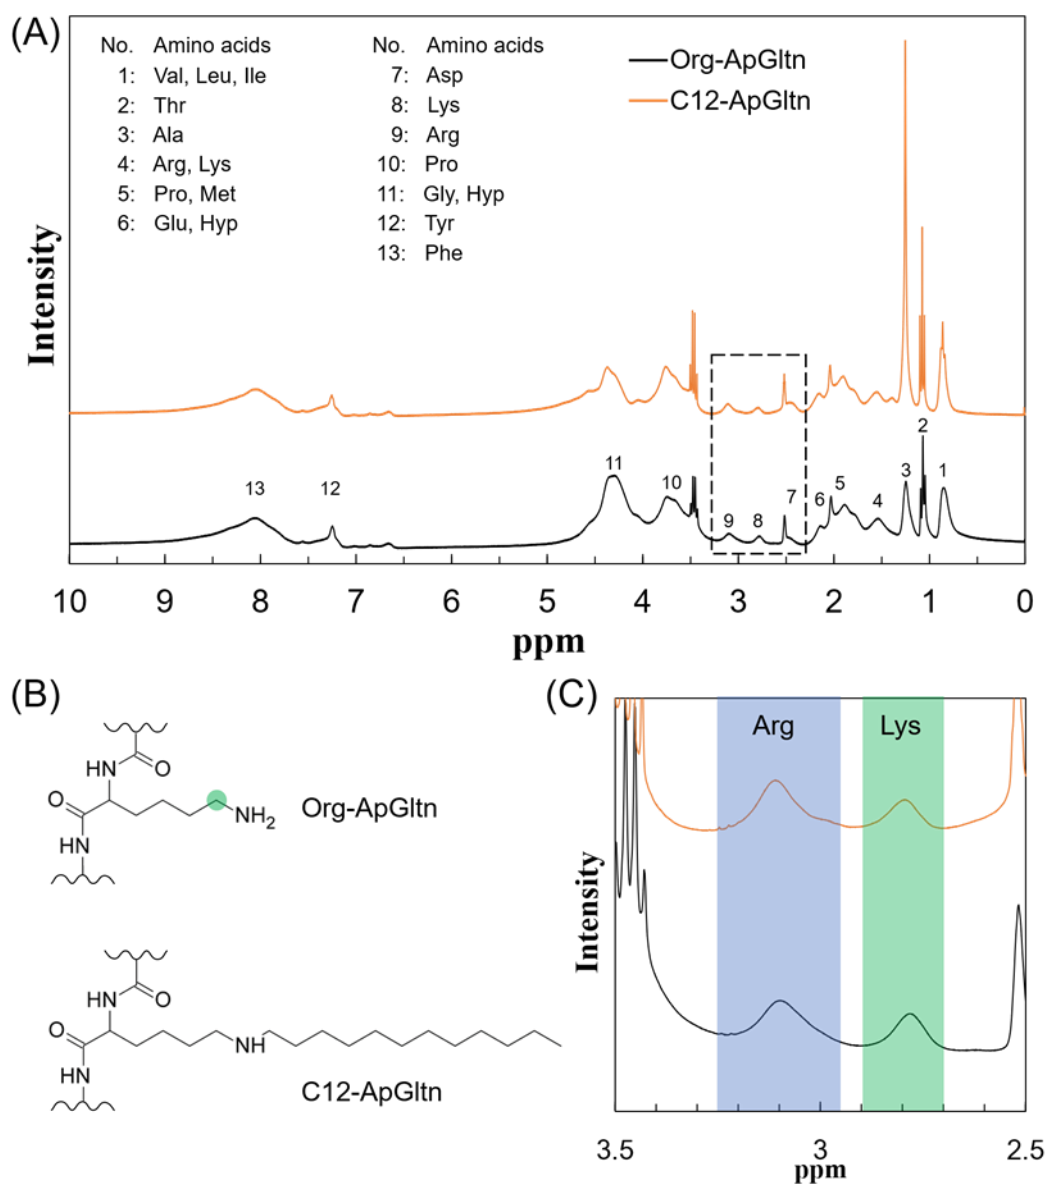 (A)
No. Amino acids
1: Val, Leu, Ile
2: Thr
3: Ala
4: Arg, Lys
5: Pro, Met
6: Glu, Hyp
No. Amino acids
7: Asp
8: Lys
9: Arg
10: Pro
11: Gly, Hyp
12: Tyr
13: Phe
Org-ApGltn
C12-ApGltn
Intensity
13
12
11
10
9
8
7
6
5
4
3
2
1
10 9 8 7 6 5 4 3 2 1 0
ppm
(B)
HN
O
O
NH2
HN
Org-ApGltn
HN
O
O
NH
HN
C12-ApGltn
(C)
Arg
Lys
Intensity
3.5 3 2.5
ppm